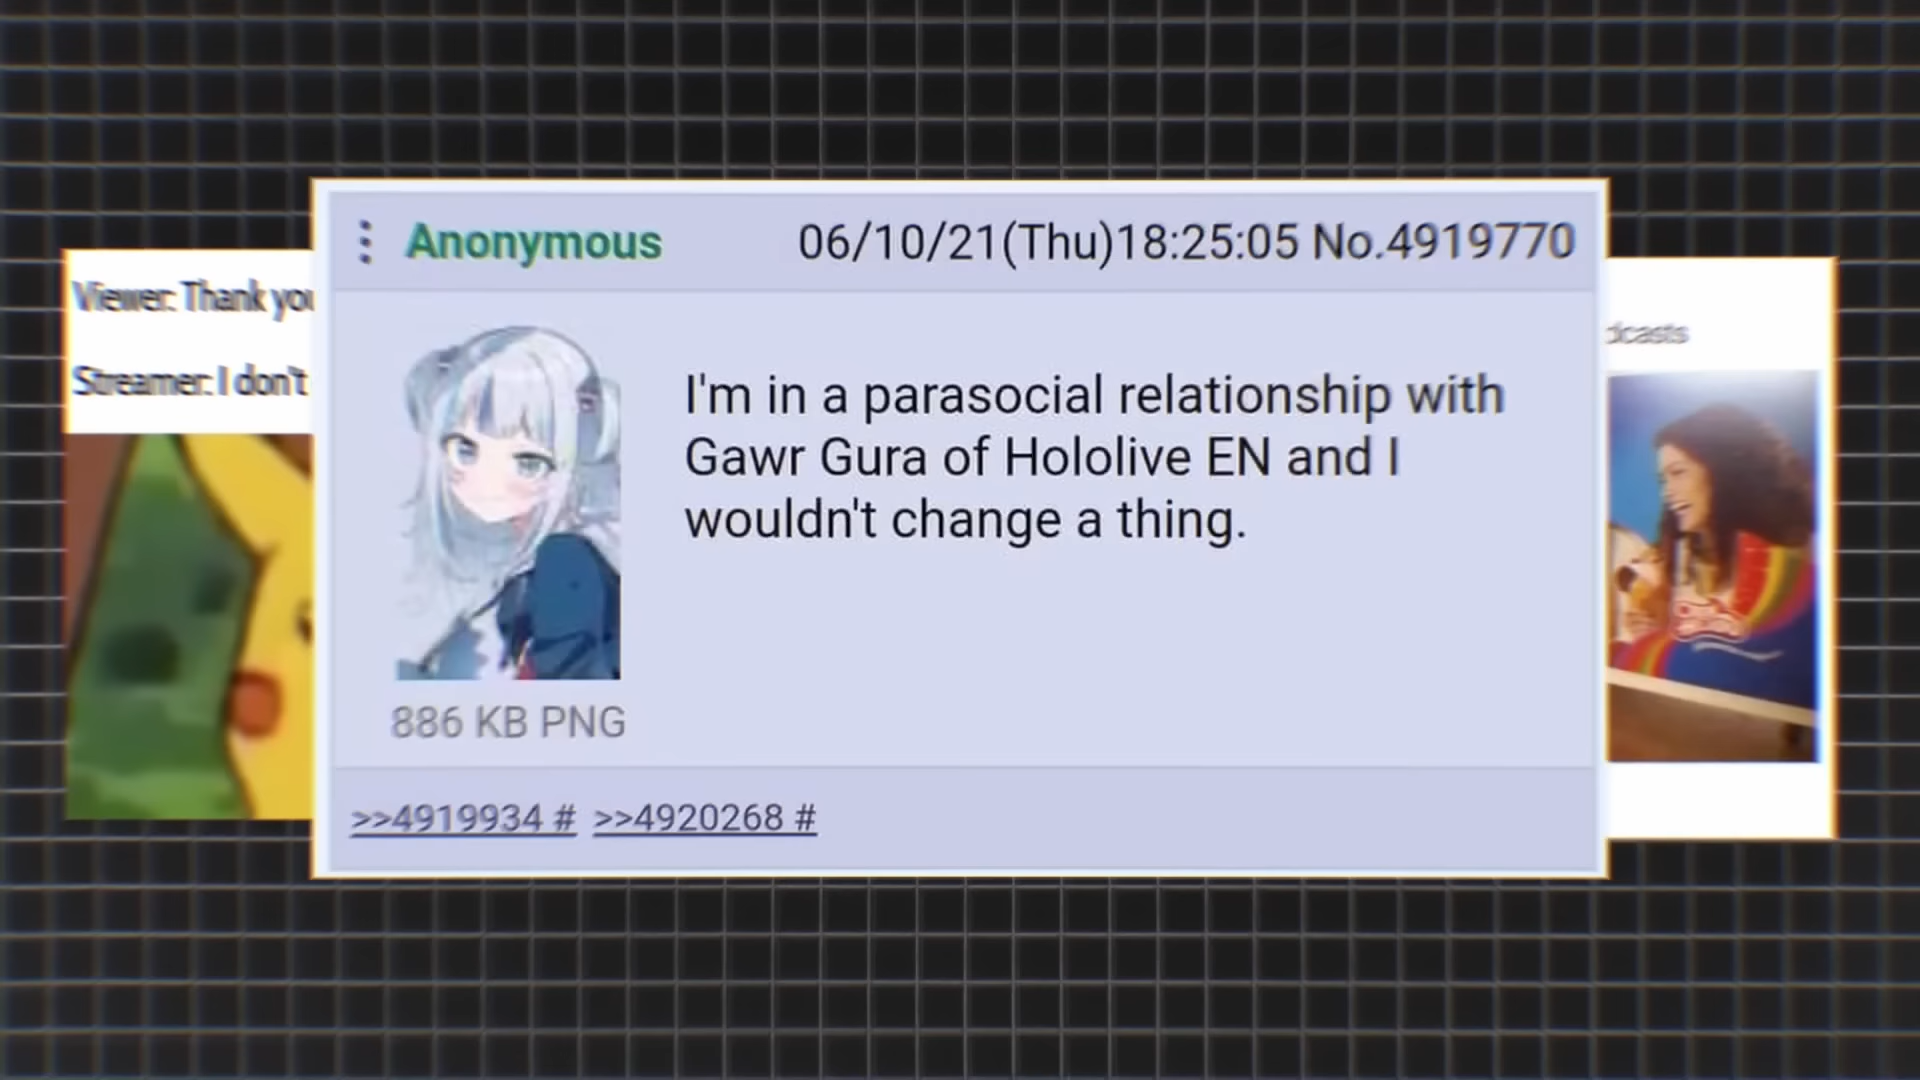 Viewer: Thank you
Streamer: I don't
Anonymous
06/10/21(Thu)18:25:05 No.4919770
I'm in a parasocial relationship with
Gawr Gura of Hololive EN and I
wouldn't change a thing.
886 KB PNG
>>4919934 # >>4920268 #
dcasts